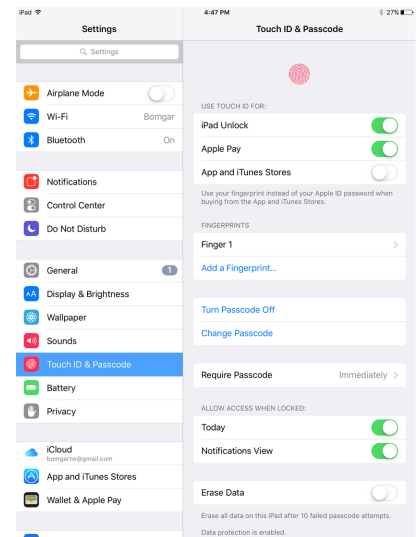 iPad
4:47 PM
27%
Settings
Touch ID & Passcode
Settings
Airplane Mode
Wi-Fi
Bomgar
Bluetooth
On
Notifications
Control Center
Do Not Disturb
General
1
AA
Display & Brightness
Wallpaper
Sounds
Touch ID & Passcode
Battery
Privacy
iCloud
bomgartw@gmail.com
App and iTunes Stores
Wallet & Apple Pay
USE TOUCH ID FOR:
iPad Unlock
Apple Pay
App and iTunes Stores
Use your fingerprint instead of your Apple ID password when
buying from the App and iTunes Stores.
FINGERPRINTS
Finger 1
Add a Fingerprint...
Turn Passcode Off
Change Passcode
Require Passcode
Immediately
ALLOW ACCESS WHEN LOCKED:
Today
Notifications View
Erase Data
Erase all data on this iPad after 10 failed passcode attempts.
Data protection is enabled.